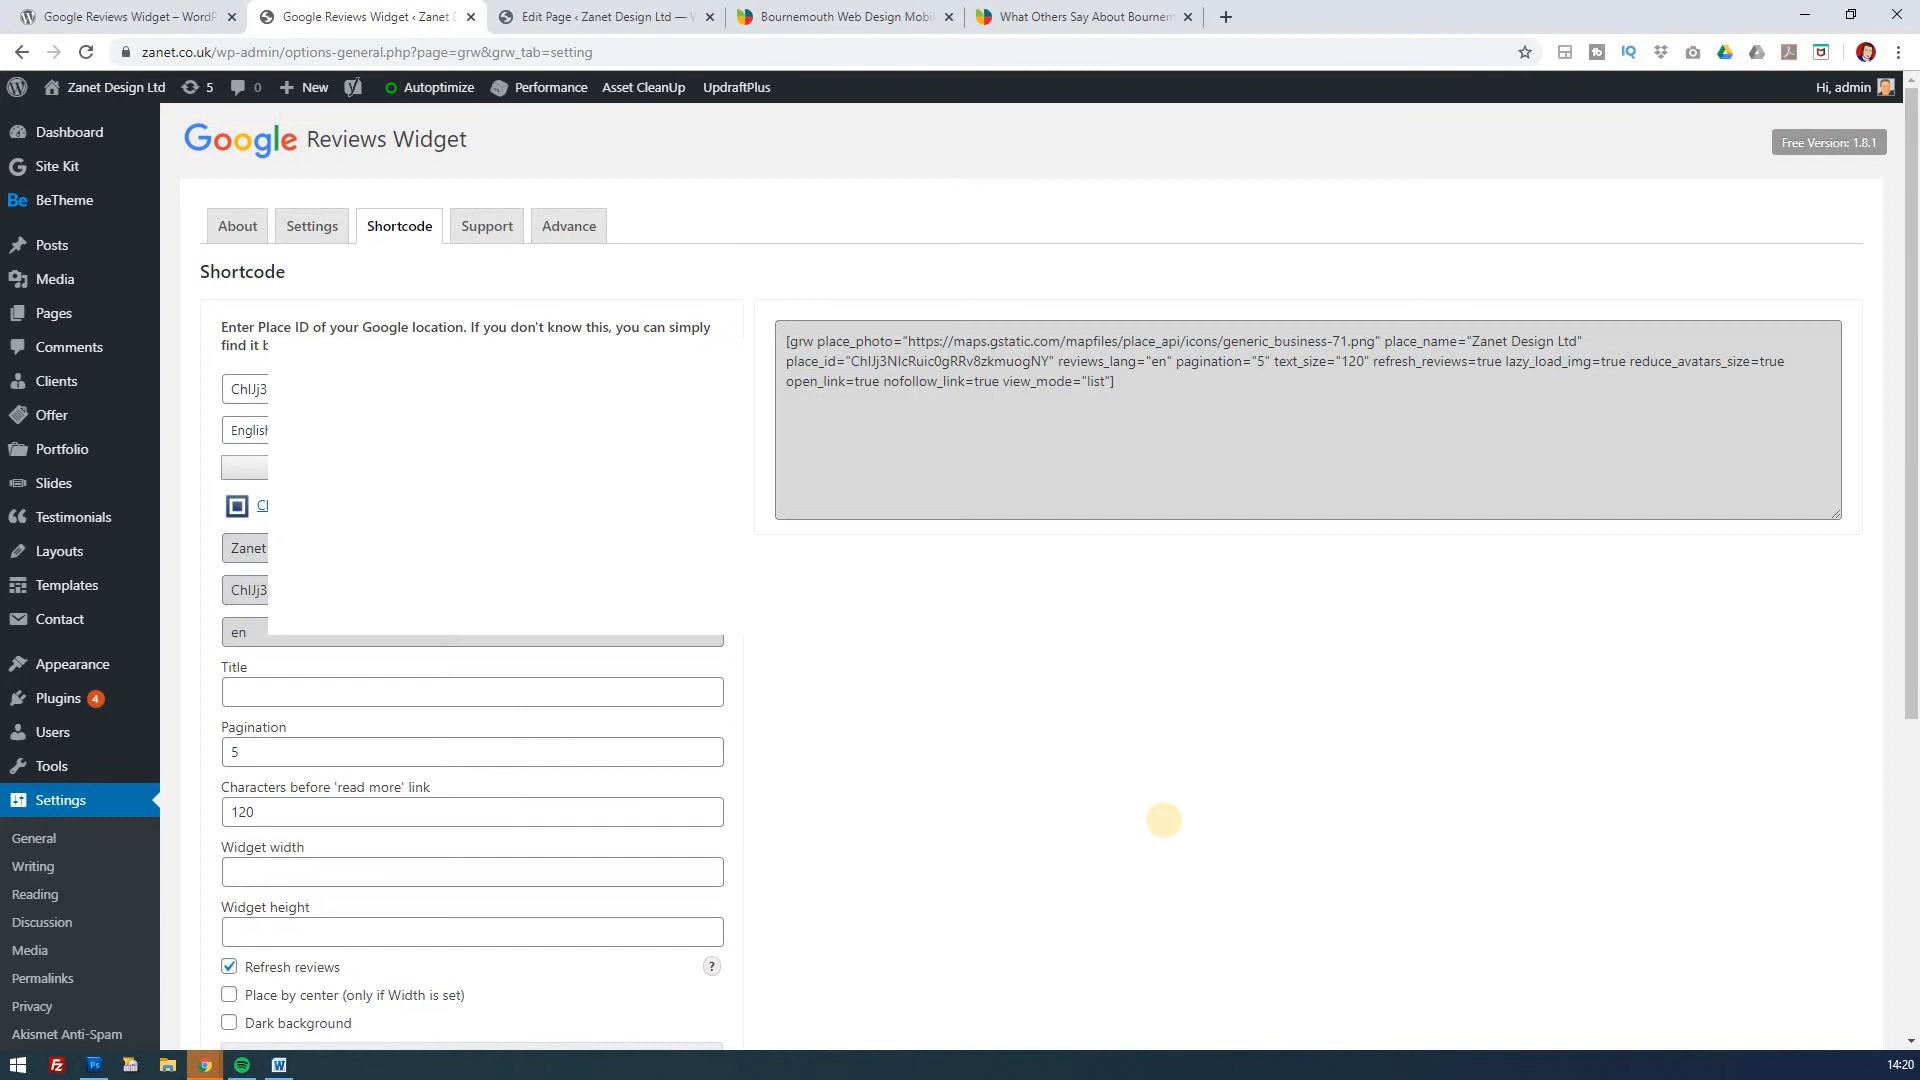 Google Reviews Widget – WordP
Google Reviews Widget ‹ Zanet D
Edit Page ‹ Zanet Design Ltd — W
Bournemouth Web Design Mobil
What Others Say About Bournem
zanet.co.uk/wp-admin/options-general.php?page=grw&grw_tab=setting
Zanet Design Ltd 5 0 New Autoptimize Performance Asset CleanUp UpdraftPlus Hi, admin
Dashboard
Site Kit
Be BeTheme
Posts
Media
Pages
Comments
Clients
Offer
Portfolio
Slides
Testimonials
Layouts
Templates
Contact
Appearance
Plugins 4
Users
Tools
Settings
General
Writing
Reading
Discussion
Media
Permalinks
Privacy
Akismet Anti-Spam
Google Reviews Widget
Free Version: 1.8.1
About Settings Shortcode Support Advance
Shortcode
Enter Place ID of your Google location. If you don't know this, you can simply
find it b
ChIJj3
English
Zanet
ChIJj3
en
Title
Pagination
5
Characters before 'read more' link
120
Widget width
Widget height
Refresh reviews ?
Place by center (only if Width is set)
Dark background
[grw place_photo="https://maps.gstatic.com/mapfiles/place_api/icons/generic_business-71.png" place_name="Zanet Design Ltd"
place_id="ChIJj3NIcRuic0gRRv8zkmuogNY" reviews_lang="en" pagination="5" text_size="120" refresh_reviews=true lazy_load_img=true reduce_avatars_size=true
open_link=true nofollow_link=true view_mode="list"]
Fz Ps W
14:20